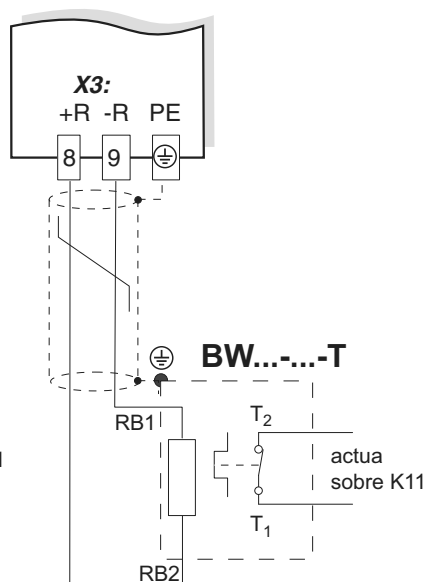 X3:
+R -R PE
8 9
BW...-...-T
RB1
T2
actua
sobre K11
T1
RB2